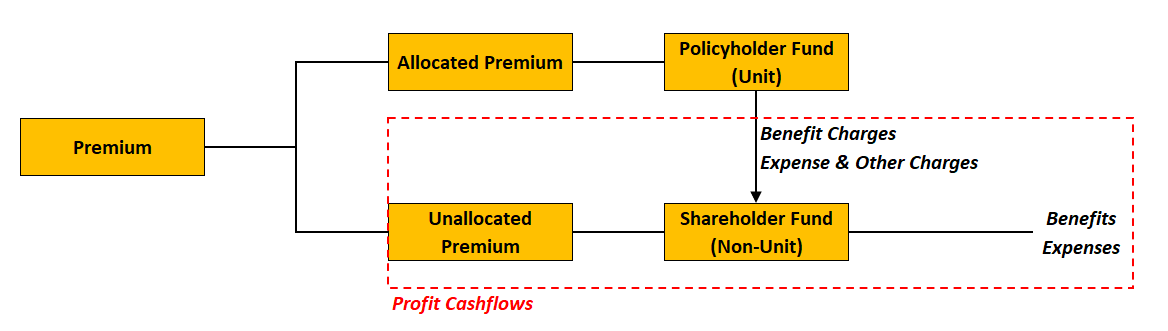 Premium
Allocated Premium
Policyholder Fund
(Unit)
Benefit Charges
Expense & Other Charges
Unallocated
Premium
Shareholder Fund
(Non-Unit)
Benefits
Expenses
Profit Cashflows